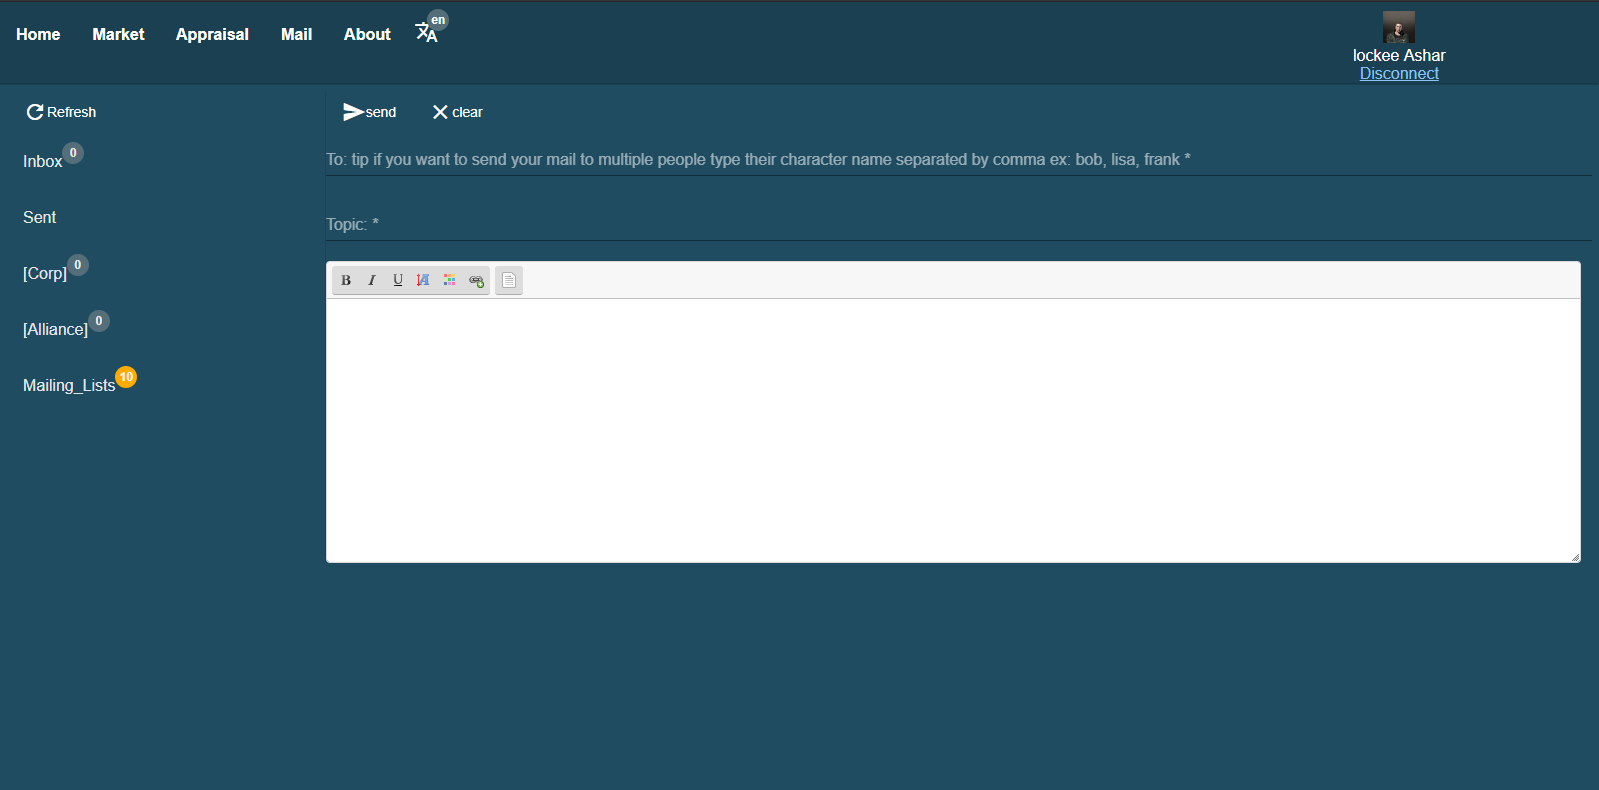 Home Market Appraisal Mail About en
lockee Ashar
Disconnect
Refresh
Inbox 0
Sent
[Corp] 0
[Alliance] 0
Mailing_Lists 10
send clear
To: tip if you want to send your mail to multiple people type their character name separated by comma ex: bob, lisa, frank *
Topic: *
B I U A